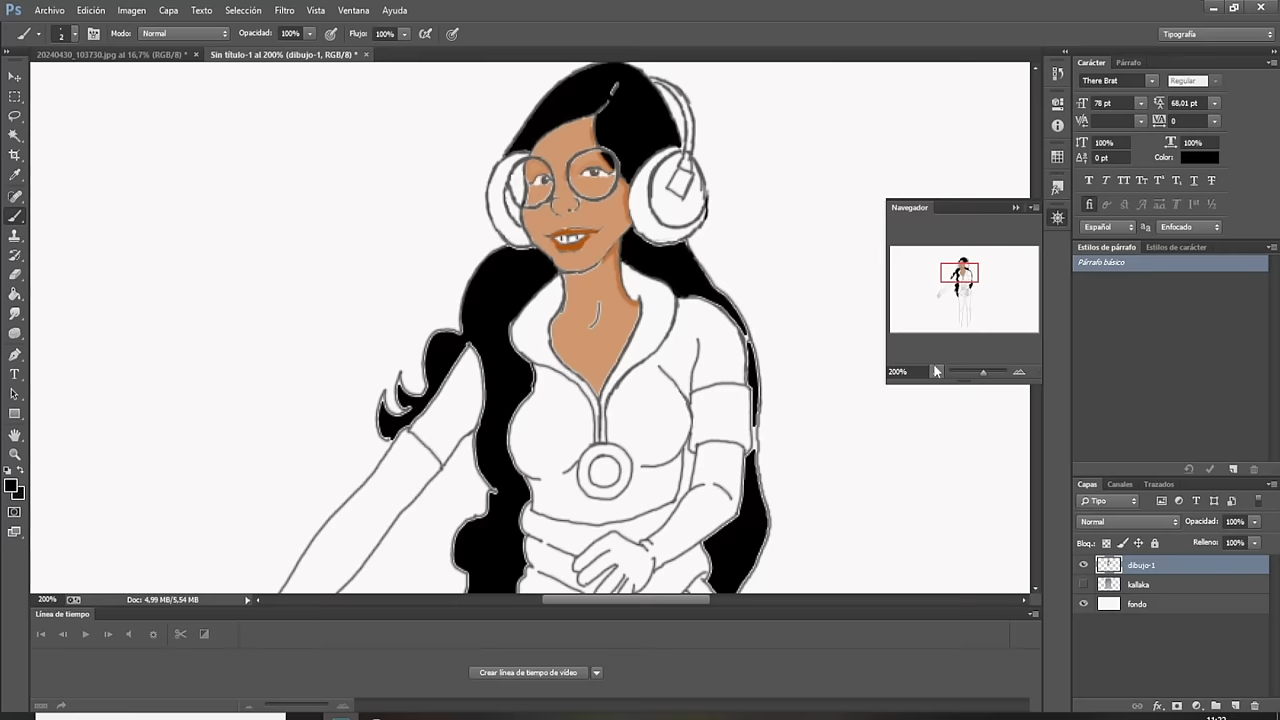 Ps Archivo Edición Imagen Capa Texto Selección Filtro Vista Ventana Ayuda
2 Modo: Normal Opacidad: 100% Flujo: 100% Tipografía
20240430_103730.jpg al 16,7% (RGB/8) * × Sin título-1 al 200% (dibujo-1, RGB/8) * ×
Carácter Párrafo
There Brat Regular
78 pt 68,01 pt
0
100% 100%
0 pt Color:
Español aa Enfocado
Estilos de párrafo Estilos de carácter
Párrafo básico
Navegador
200%
Capas Canales Trazados
Tipo
Normal Opacidad: 100%
Bloq.: Relleno: 100%
dibujo-1
kallaka
fondo
200% Doc: 4,99 MB/5,54 MB
Línea de tiempo
Crear línea de tiempo de vídeo